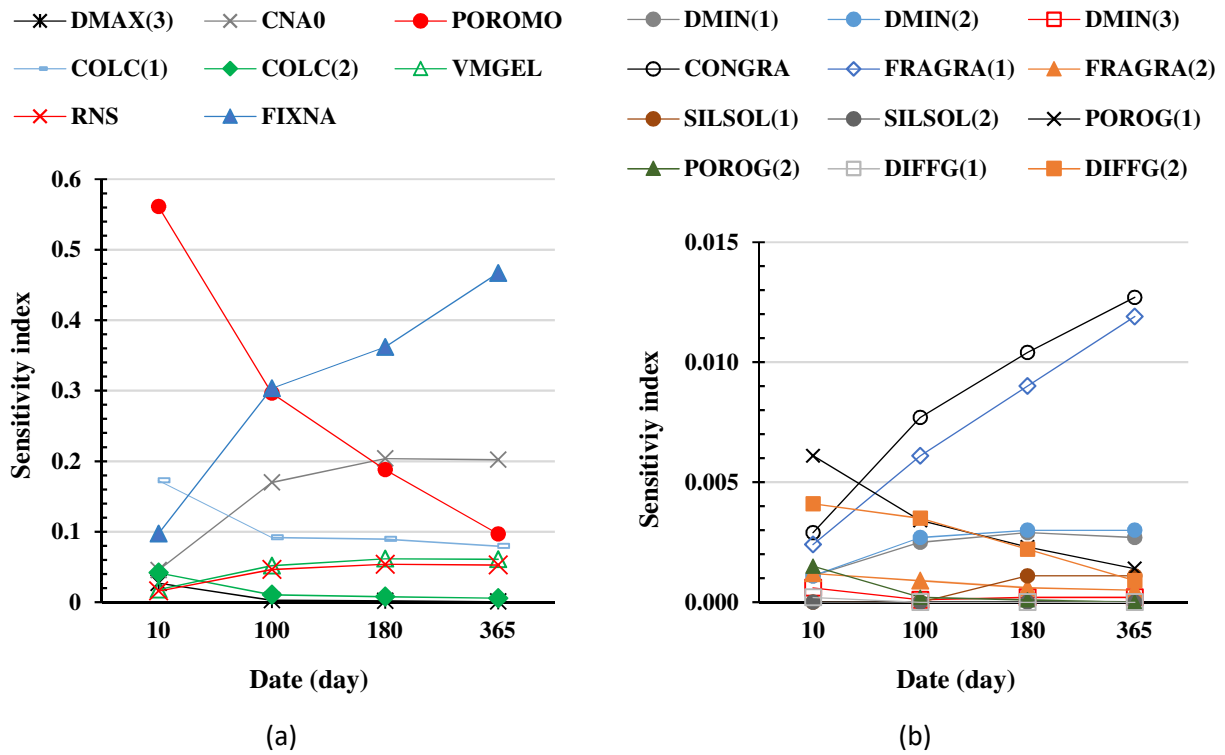 DMAX(3) CNA0 POROMO
COLC(1) COLC(2) VMGEL
RNS FIXNA
0.6
0.5
0.4
0.3
0.2
0.1
0
10 100 180 365
Sensitivity index
Date (day)
(a)
DMIN(1) DMIN(2) DMIN(3)
CONGRA FRAGRA(1) FRAGRA(2)
SILSOL(1) SILSOL(2) POROG(1)
POROG(2) DIFFG(1) DIFFG(2)
0.015
0.010
0.005
0.000
10 100 180 365
Sensitiviy index
Date (day)
(b)